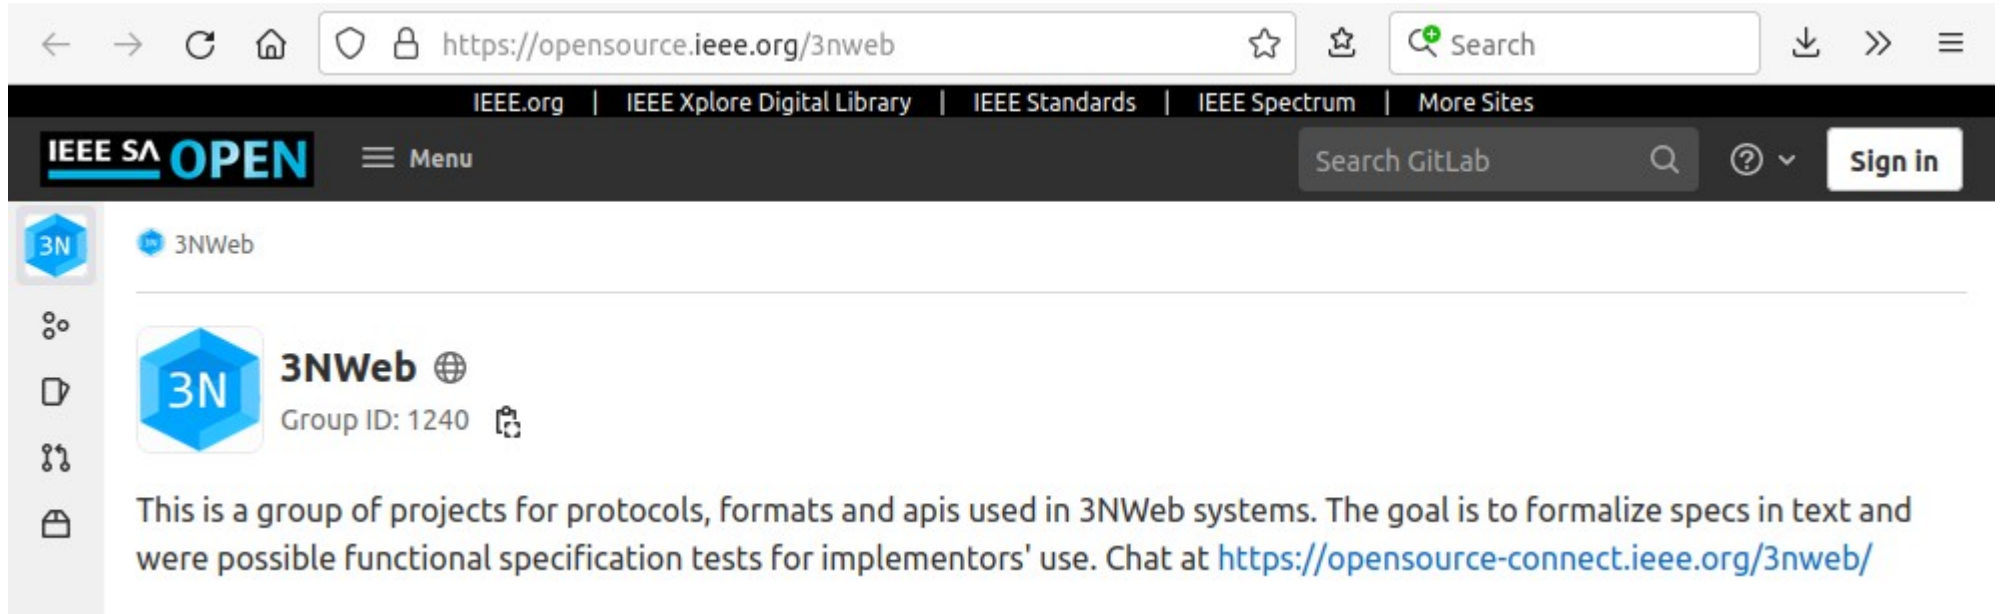 https://opensource.ieee.org/3nweb
Search
IEEE.org | IEEE Xplore Digital Library | IEEE Standards | IEEE Spectrum | More Sites
IEEE SA OPEN
Menu
Search GitLab
Sign in
3N
3NWeb
3N
3NWeb
Group ID: 1240
This is a group of projects for protocols, formats and apis used in 3NWeb systems. The goal is to formalize specs in text and
were possible functional specification tests for implementors' use. Chat at https://opensource-connect.ieee.org/3nweb/